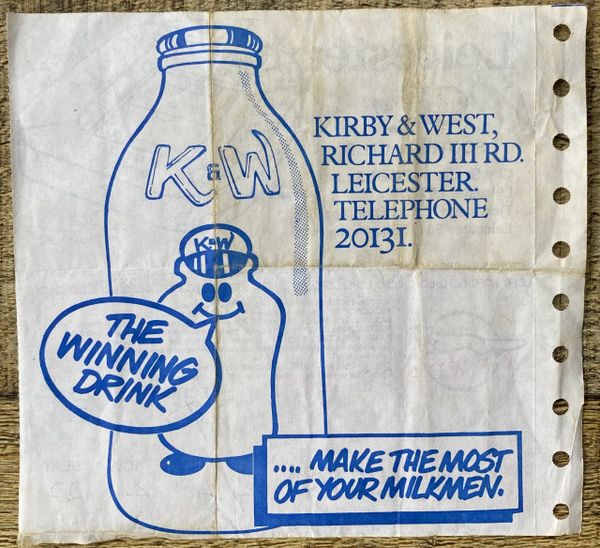 K&W
KIRBY & WEST,
RICHARD III RD.
LEICESTER.
TELEPHONE
20131.
K&W
THE
WINNING
DRINK
.... MAKE THE MOST
OF YOUR MILKMEN.